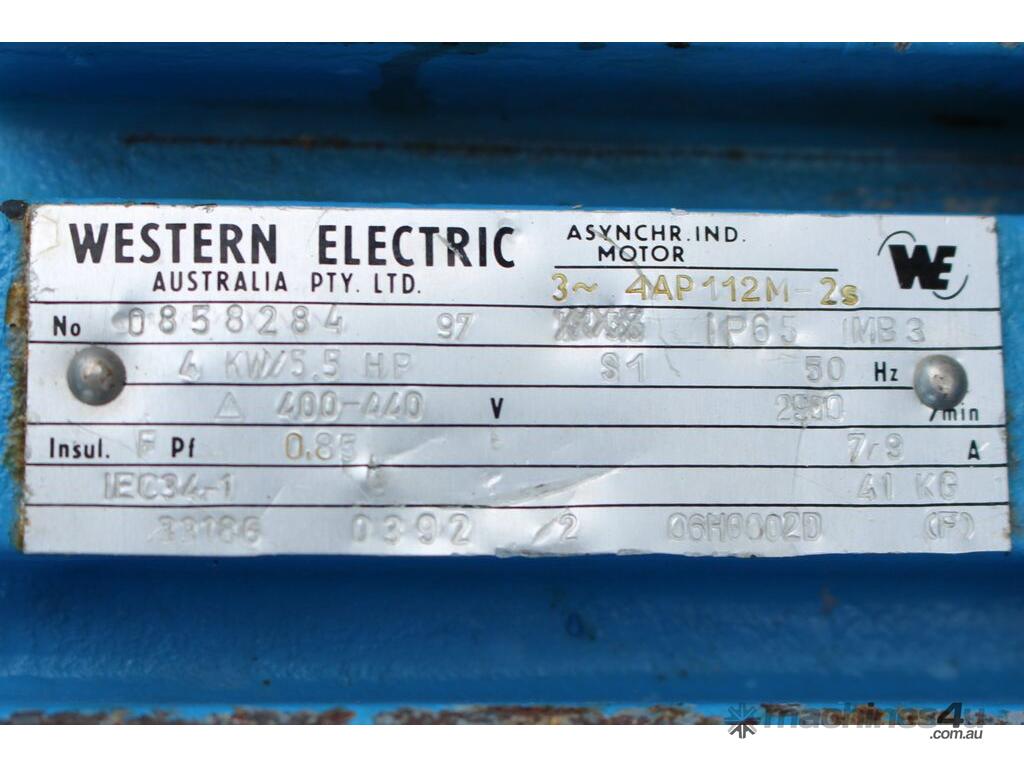 WESTERN ELECTRIC
AUSTRALIA PTY. LTD.
ASYNCHR. IND.
MOTOR
3~ 4AP112M-2s
WE
No 0858284 97 IP65 IMB3
4 KW/5.5 HP S1 50 Hz
△ 400-440 V /min
Insul. F Pf 0.85 7.9 A
IEC34-1 41 KG
33186 0392 /2 06H0002D (F)
machines4u
.com.au